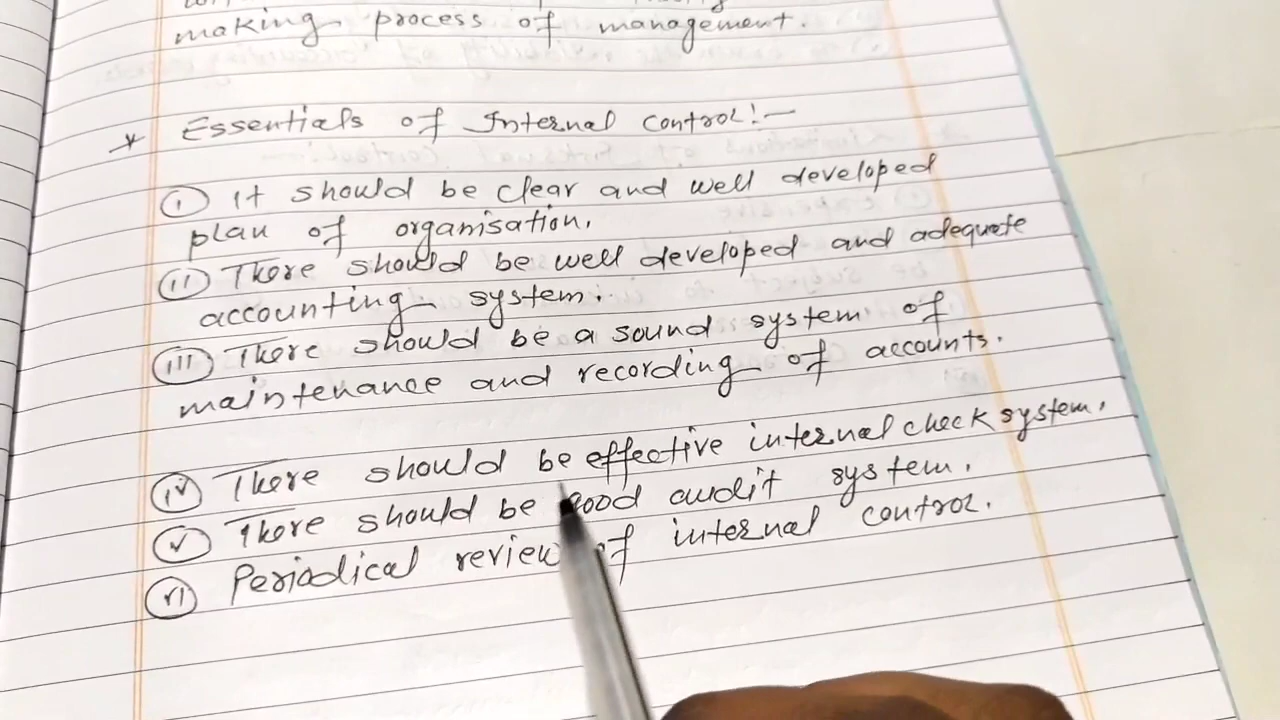 making process of management.
* Essentials of Internal Control:-
(i) It should be clear and well developed
plan of organisation.
(ii) There should be well developed and adequate
accounting system.
(iii) There should be a sound system of
maintenance and recording of accounts.
(iv) There should be effective internal check system.
(v) There should be good audit system.
(vi) Periodical review of internal control.